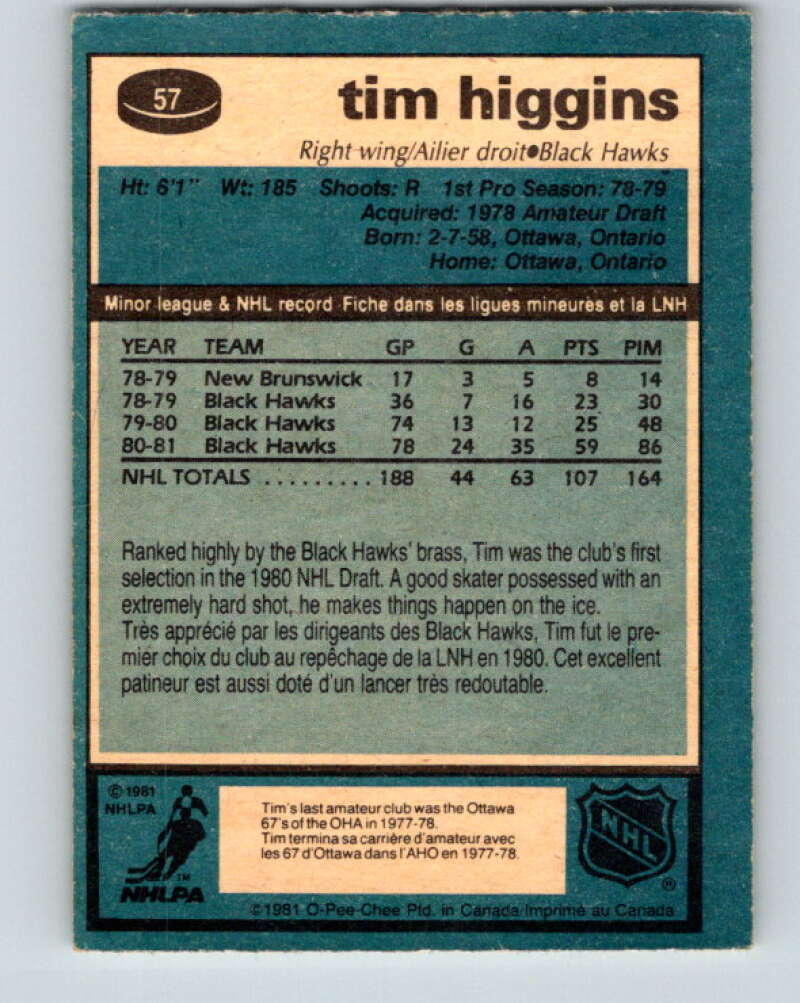 57
tim higgins
Right wing/Ailier droit●Black Hawks
Ht: 6'1" Wt: 185 Shoots: R 1st Pro Season: 78-79
Acquired: 1978 Amateur Draft
Born: 2-7-58, Ottawa, Ontario
Home: Ottawa, Ontario
Minor league & NHL record Fiche dans les ligues mineures et la LNH
YEAR TEAM GP G A PTS PIM
78-79 New Brunswick 17 3 5 8 14
78-79 Black Hawks 36 7 16 23 30
79-80 Black Hawks 74 13 12 25 48
80-81 Black Hawks 78 24 35 59 86
NHL TOTALS ......... 188 44 63 107 164
Ranked highly by the Black Hawks' brass, Tim was the club's first
selection in the 1980 NHL Draft. A good skater possessed with an
extremely hard shot, he makes things happen on the ice.
Très apprécié par les dirigeants des Black Hawks, Tim fut le pre-
mier choix du club au repêchage de la LNH en 1980. Cet excellent
patineur est aussi doté d'un lancer très redoutable.
© 1981
NHLPA
TM
NHLPA
Tim's last amateur club was the Ottawa
67's of the OHA in 1977-78.
Tim termina sa carrière d'amateur avec
les 67 d'Ottawa dans l'AHO en 1977-78.
NHL
®
©1981 O-Pee-Chee Ptd. in Canada/Imprimé au Canada